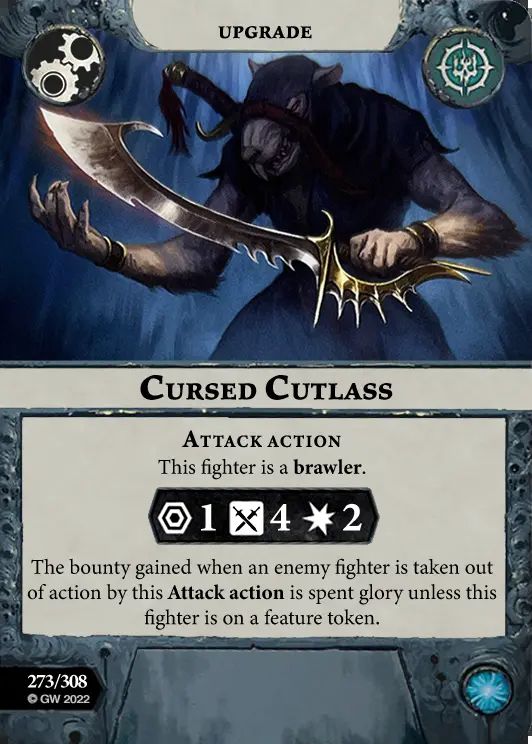 UPGRADE
CURSED CUTLASS
ATTACK ACTION
This fighter is a brawler.
1 4 2
The bounty gained when an enemy fighter is taken out
of action by this Attack action is spent glory unless this
fighter is on a feature token.
273/308
© GW 2022